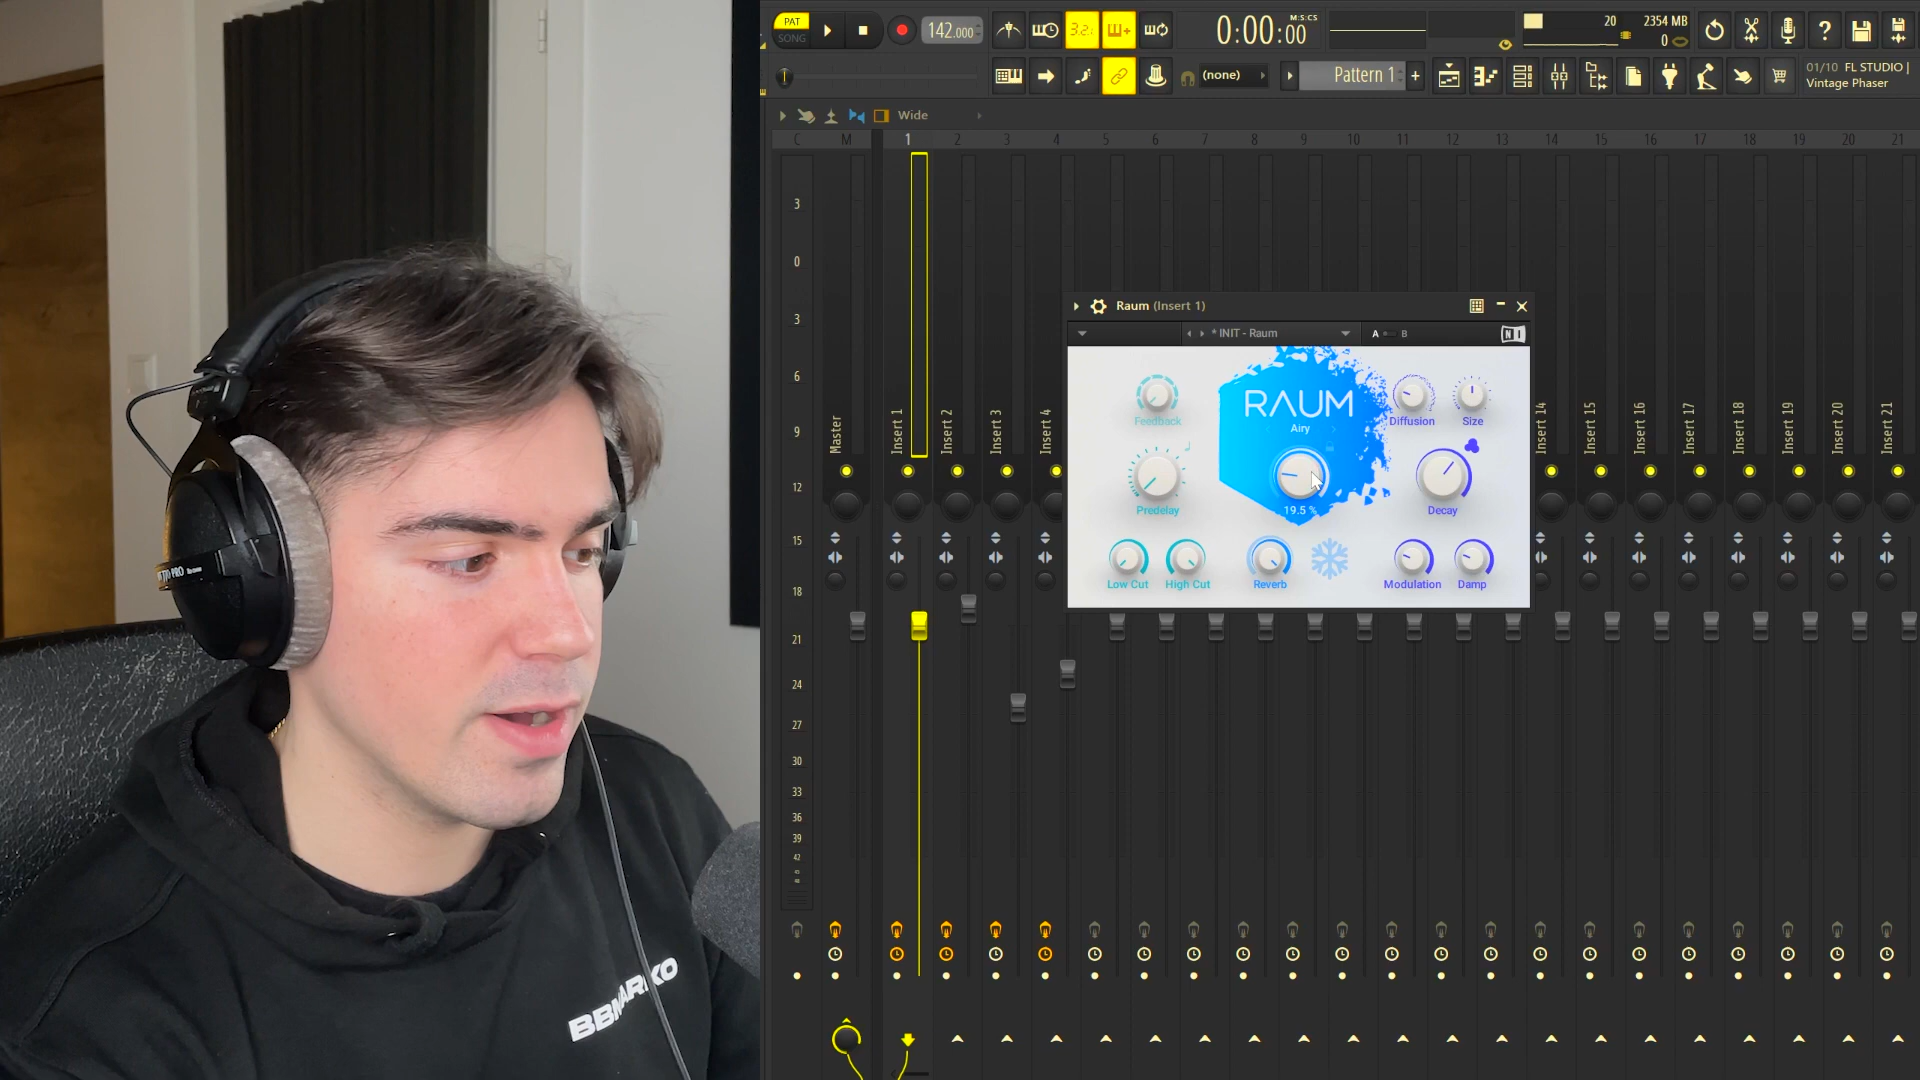 PAT
SONG
142.000
3.2.
0:00:00
M:S:CS
20
2354 MB
0
(none)
Pattern 1
+
01/10 FL STUDIO |
Vintage Phaser
Wide
C M 1 2 3 4 5 6 7 8 9 10 11 12 13 14 15 16 17 18 19 20 21
3
0
3
6
9
12
15
18
21
24
27
30
33
36
39
42
Master
Insert 1
Insert 2
Insert 3
Insert 4
Insert 14
Insert 15
Insert 16
Insert 17
Insert 18
Insert 19
Insert 20
Insert 21
Raum (Insert 1)
* INIT - Raum
A B
NI
RAUM
Airy
Feedback
Diffusion
Size
Predelay
19.5 %
Decay
Low Cut
High Cut
Reverb
Modulation
Damp
BBMARKO